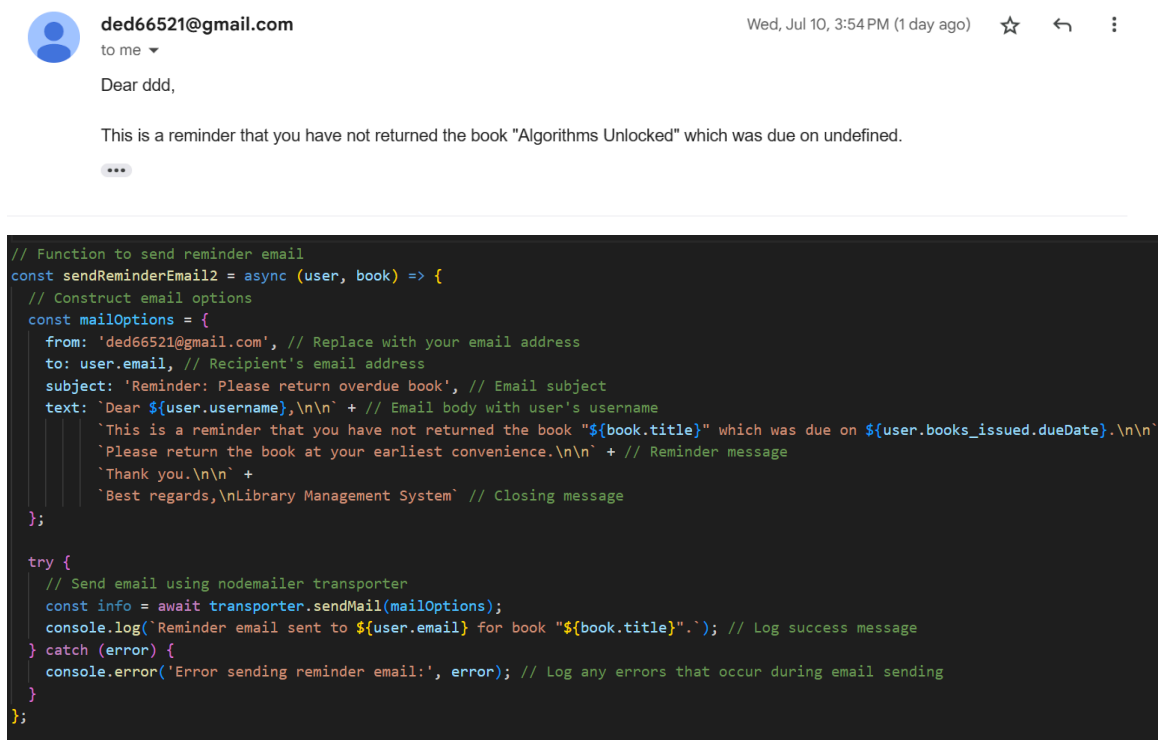 ded66521@gmail.com
Wed, Jul 10, 3:54 PM (1 day ago)
to me
Dear ddd,
This is a reminder that you have not returned the book "Algorithms Unlocked" which was due on undefined.
// Function to send reminder email
const sendReminderEmail2 = async (user, book) => {
  // Construct email options
  const mailOptions = {
    from: 'ded66521@gmail.com', // Replace with your email address
    to: user.email, // Recipient's email address
    subject: 'Reminder: Please return overdue book', // Email subject
    text: `Dear ${user.username},\n\n` + // Email body with user's username
          `This is a reminder that you have not returned the book "${book.title}" which was due on ${user.books_issued.dueDate}.\n\n`
          `Please return the book at your earliest convenience.\n\n` + // Reminder message
          `Thank you.\n\n` +
          `Best regards,\nLibrary Management System` // Closing message
  };
  try {
    // Send email using nodemailer transporter
    const info = await transporter.sendMail(mailOptions);
    console.log(`Reminder email sent to ${user.email} for book "${book.title}".`); // Log success message
  } catch (error) {
    console.error('Error sending reminder email:', error); // Log any errors that occur during email sending
  }
};